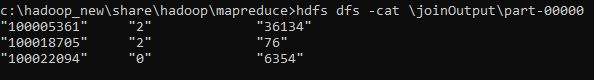 c:\hadoop_new\share\hadoop\mapreduce>hdfs dfs -cat \joinOutput\part-00000
"100005361" "2" "36134"
"100018705" "2" "76"
"100022094" "0" "6354"